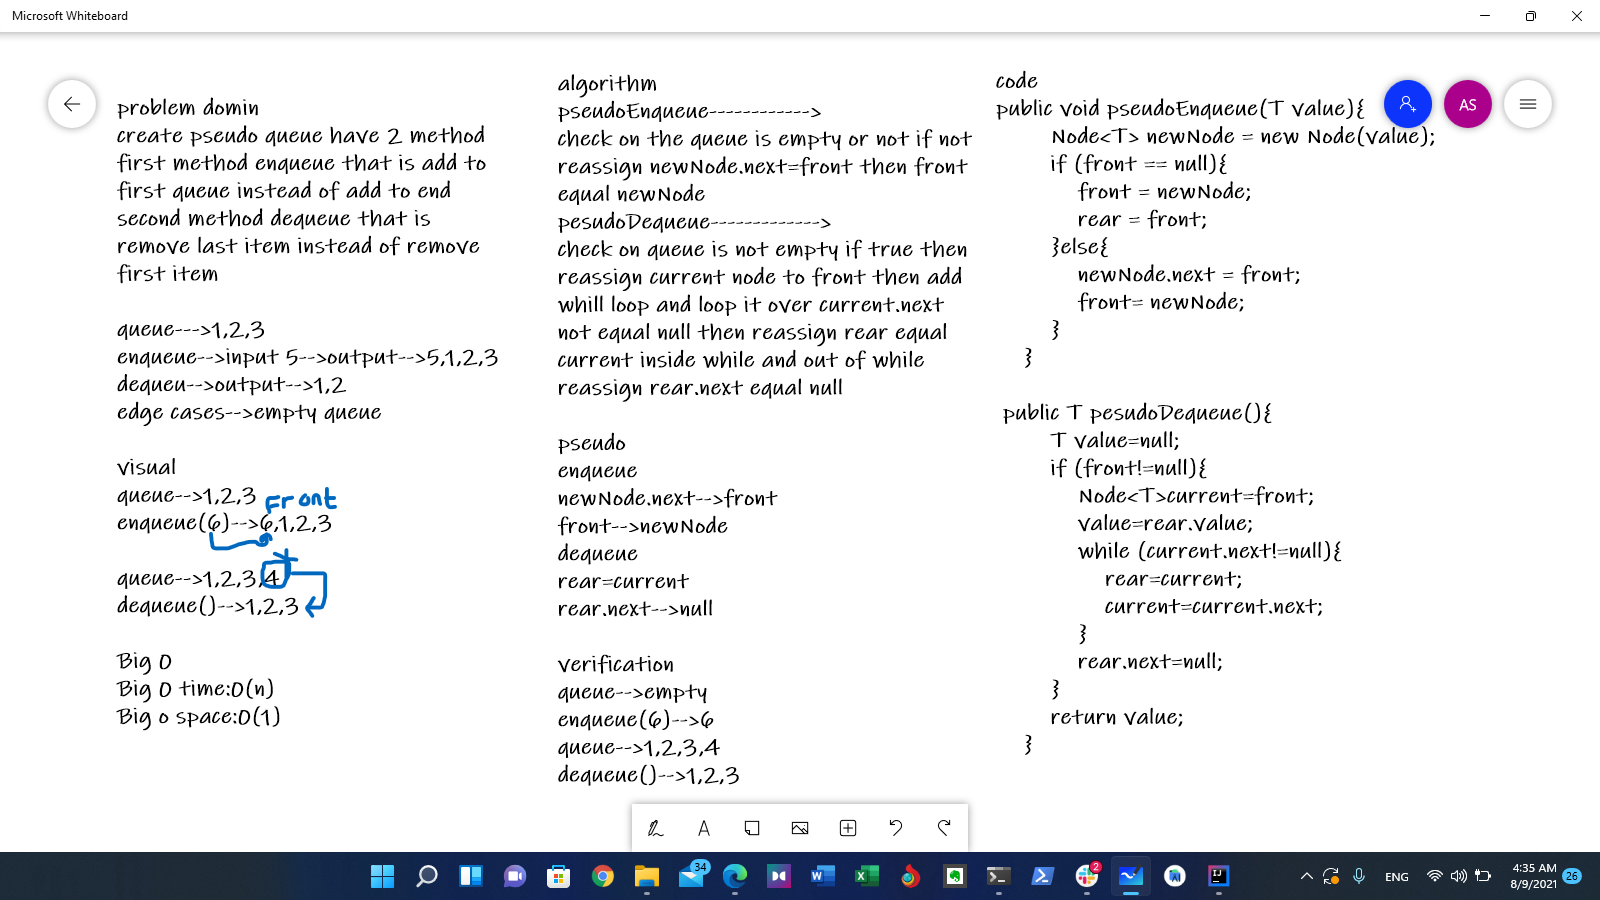 Microsoft Whiteboard
problem domin
create pseudo queue have 2 method
first method enqueue that is add to
first queue instead of add to end
second method dequeue that is
remove last item instead of remove
first item
queue--->1,2,3
enqueue-->input 5-->output-->5,1,2,3
dequeu-->output-->1,2
edge cases-->empty queue
visual
queue-->1,2,3
Front
enqueue(6)-->6,1,2,3
queue-->1,2,3,4
dequeue()-->1,2,3
Big O
Big O time:O(n)
Big o space:O(1)
algorithm
pseudoEnqueue------------->
check on the queue is empty or not if not
reassign newNode.next=front then front
equal newNode
pesudoDequeue------------->
check on queue is not empty if true then
reassign current node to front then add
whill loop and loop it over current.next
not equal null then reassign rear equal
current inside while and out of while
reassign rear.next equal null
pseudo
enqueue
newNode.next-->front
front-->newNode
dequeue
rear=current
rear.next-->null
verification
queue-->empty
enqueue(6)-->6
queue-->1,2,3,4
dequeue()-->1,2,3
code
public void pseudoEnqueue(T value){
Node<T> newNode = new Node(value);
if (front == null){
front = newNode;
rear = front;
}else{
newNode.next = front;
front= newNode;
}
}
public T pesudoDequeue(){
T value=null;
if (front!=null){
Node<T>current=front;
value=rear.value;
while (current.next!=null){
rear=current;
current=current.next;
}
rear.next=null;
}
return value;
}
AS
34
2
ENG
4:35 AM
8/9/2021
26